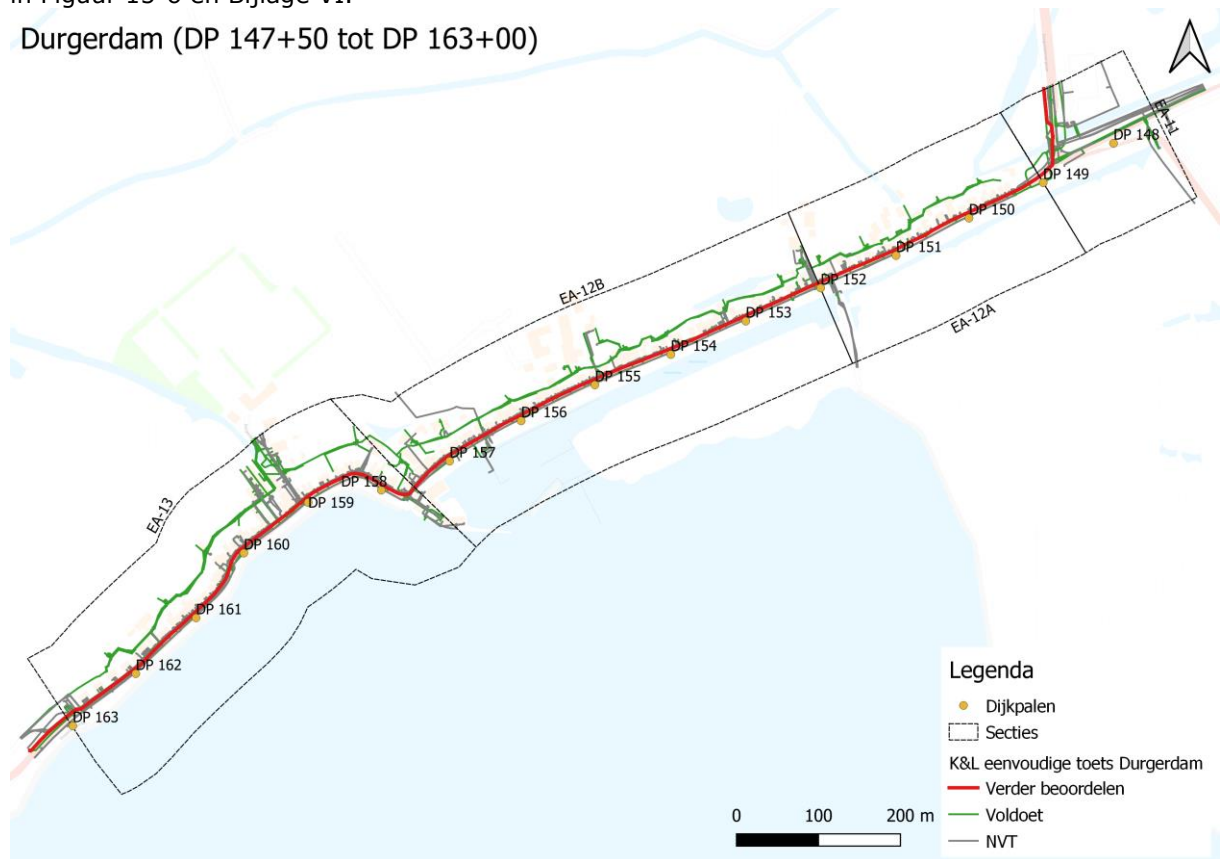 in Figuur 13-6 en Bijlage VI.
Durgerdam (DP 147+50 tot DP 163+00)
EA-11
DP 148
DP 149
DP 150
DP 151
DP 152
EA-12B
EA-12A
DP 153
DP 154
DP 155
DP 156
DP 157
DP 158
DP 159
EA-13
DP 160
DP 161
DP 162
DP 163
Legenda
Dijkpalen
Secties
K&L eenvoudige toets Durgerdam
Verder beoordelen
Voldoet
NVT
0 100 200 m